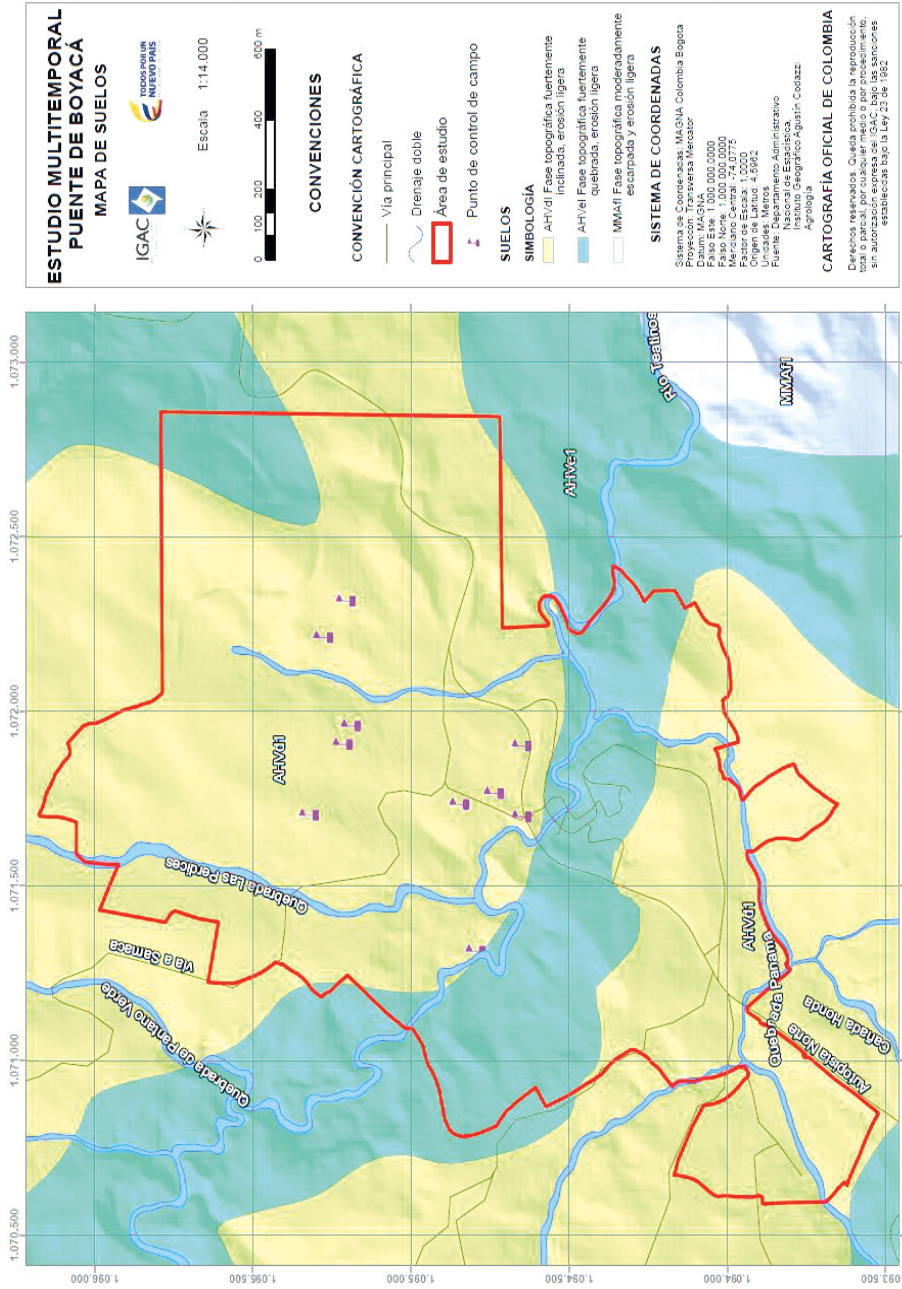 ESTUDIO MULTITEMPORAL
PUENTE DE BOYACÁ
MAPA DE SUELOS
IGAC
TODOS POR UN
NUEVO PAÍS
Escala 1:14.000
0 100 200 400 600 m
CONVENCIONES
CONVENCIÓN CARTOGRÁFICA
Vía principal
Drenaje doble
Área de estudio
Punto de control de campo
SUELOS
SIMBOLOGÍA
AHVdI Fase topográfica fuertemente
inclinada, erosión ligera
AHVeI Fase topográfica fuertemente
quebrada, erosión ligera
MMAfI Fase topográfica moderadamente
escarpada y erosión ligera
SISTEMA DE COORDENADAS
Sistema de Coordenadas: MAGNA Colombia Bogota
Proyección: Transversa Mercator
Datum: MAGNA
Falso Este: 1.000.000,0000
Falso Norte: 1.000.000,0000
Meridiano Central: -74,0775
Factor de Escala: 1,0000
Origen de Latitud: 4,5962
Unidades: Metros
Fuente: Departamento Administrativo
Nacional de Estadística,
Instituto Geográfico Agustín Codazzi
Agrología
CARTOGRAFÍA OFICIAL DE COLOMBIA
Derechos reservados. Queda prohibida la reproducción
total o parcial, por cualquier medio o por procedimiento,
sin autorización expresa del IGAC, bajo las sanciones
establecidas bajo la Ley 23 de 1982
1.070.500
1.071.000
1.071.500
1.072.000
1.072.500
1.073.000
1.096.000
1.095.500
1.095.000
1.094.500
1.094.000
1.093.500
Quebrada de Pantano Verde
vía a Samaca
Quebrada Las Perdices
AHVd1
AHVe1
Río Teatinos
MMAf1
AHVd1
Quebrada Panamá
Autopista Norte
Cañada Honda